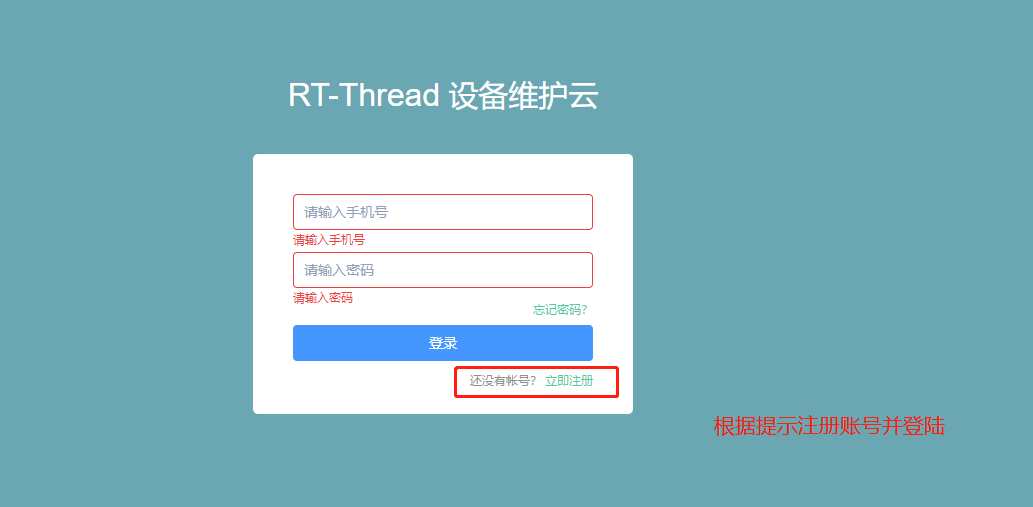 RT-Thread 设备维护云
请输入手机号
请输入手机号
请输入密码
请输入密码
忘记密码?
登录
还没有帐号? 立即注册
根据提示注册账号并登陆